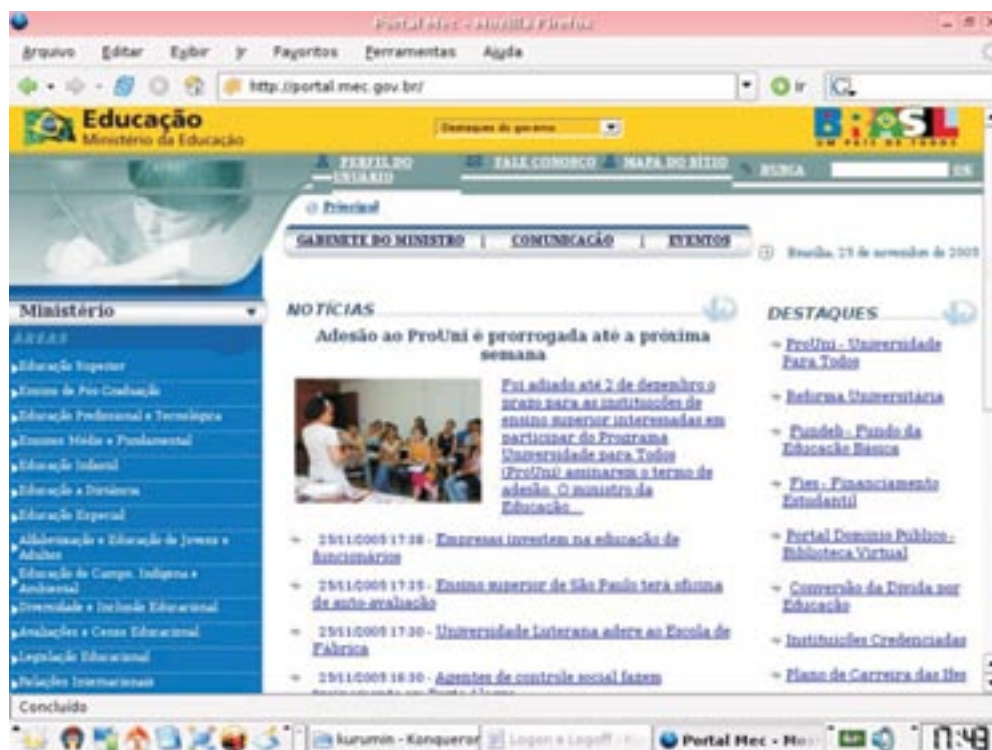 Portal Mec - Mozilla Firefox
Arquivo Editar Exibir Ir Favoritos Ferramentas Ajuda
http://portal.mec.gov.br/
Ir
Educação
Ministério da Educação
Destaques do governo
BRASIL
UM PAÍS DE TODOS
PERFIL DO USUÁRIO
FALE CONOSCO
MAPA DO SÍTIO
BUSCA
OK
Principal
GABINETE DO MINISTRO | COMUNICAÇÃO | EVENTOS
Brasília, 25 de novembro de 2005
Ministério
ÁREAS
Educação Superior
Ensino de Pós-Graduação
Educação Profissional e Tecnológica
Ensinos Médio e Fundamental
Educação Infantil
Educação a Distância
Educação Especial
Alfabetização e Educação de Jovens e
Adultos
Educação do Campo, Indígena e
Ambiental
Diversidade e Inclusão Educacional
Avaliações e Censo Educacional
Legislação Educacional
Relações Internacionais
NOTÍCIAS
Adesão ao ProUni é prorrogada até a próxima
semana
Foi adiado até 2 de dezembro o
prazo para as instituições de
ensino superior interessadas em
participar do Programa
Universidade para Todos
(ProUni) assinarem o termo de
adesão. O ministro da
Educação...
25/11/2005 17:38 - Empresas investem na educação de
funcionários
25/11/2005 17:35 - Ensino superior de São Paulo terá oficina
de auto-avaliação
25/11/2005 17:30 - Universidade Luterana adere ao Escola de
Fábrica
25/11/2005 16:30 - Agentes de controle social fazem
DESTAQUES
ProUni - Universidade
Para Todos
Reforma Universitária
Fundeb - Fundo da
Educação Básica
Fies - Financiamento
Estudantil
Portal Domínio Público -
Biblioteca Virtual
Conversão da Dívida por
Educação
Instituições Credenciadas
Plano de Carreira das Ifes
Concluído
kurumin - Konqueror
Logon e Logoff
Portal Mec - Moz
17:43